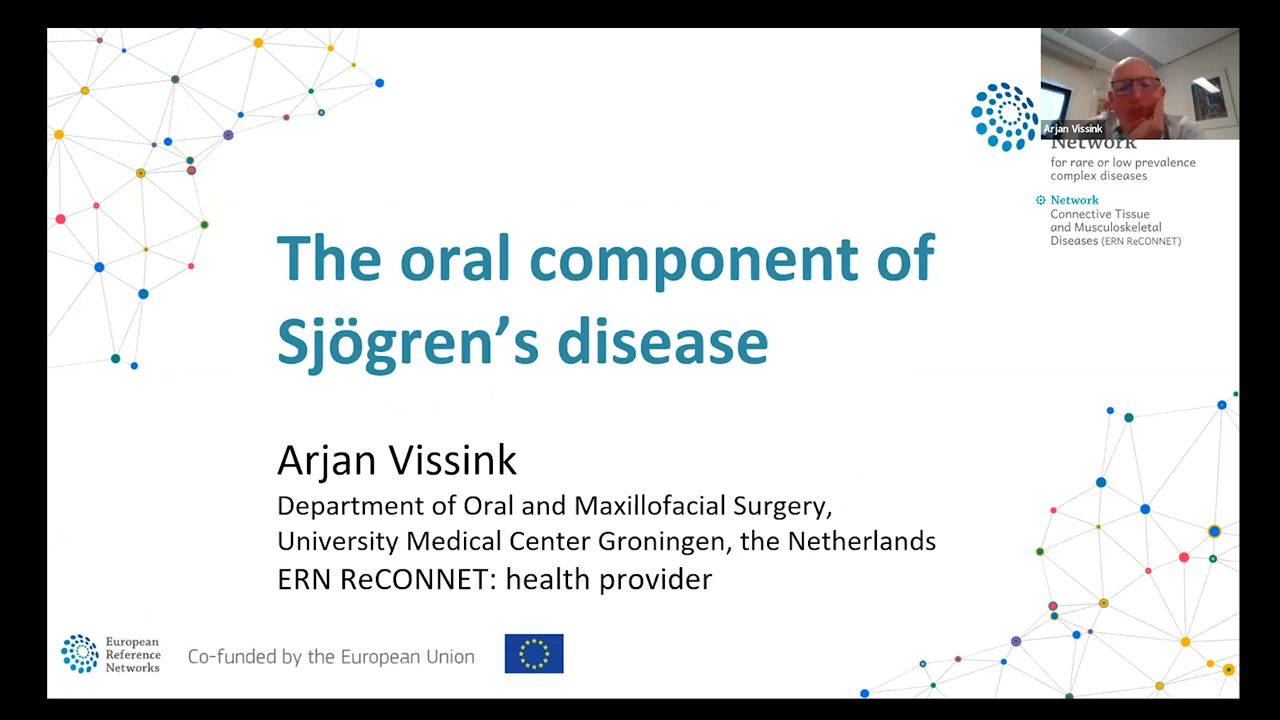 Arjan Vissink
Network
for rare or low prevalence
complex diseases
Network
Connective Tissue
and Musculoskeletal
Diseases (ERN ReCONNET)
The oral component of
Sjögren’s disease
Arjan Vissink
Department of Oral and Maxillofacial Surgery,
University Medical Center Groningen, the Netherlands
ERN ReCONNET: health provider
European
Reference
Networks
Co-funded by the European Union